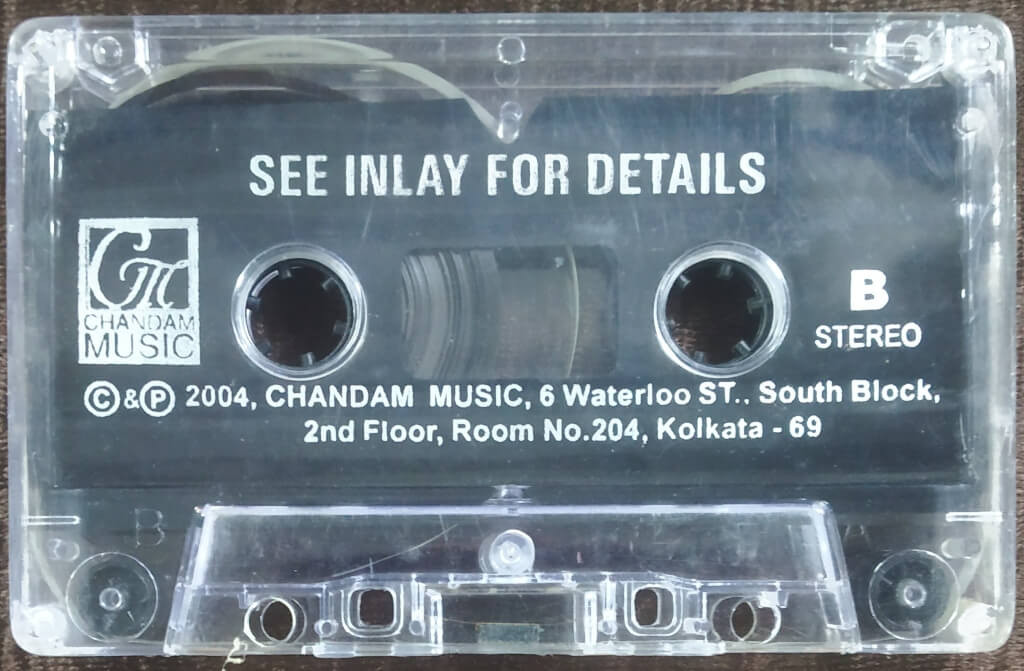 SEE INLAY FOR DETAILS
CM
CHANDAM
MUSIC
B
STEREO
©&℗ 2004, CHANDAM MUSIC, 6 Waterloo ST.. South Block,
2nd Floor, Room No.204, Kolkata - 69
B
A